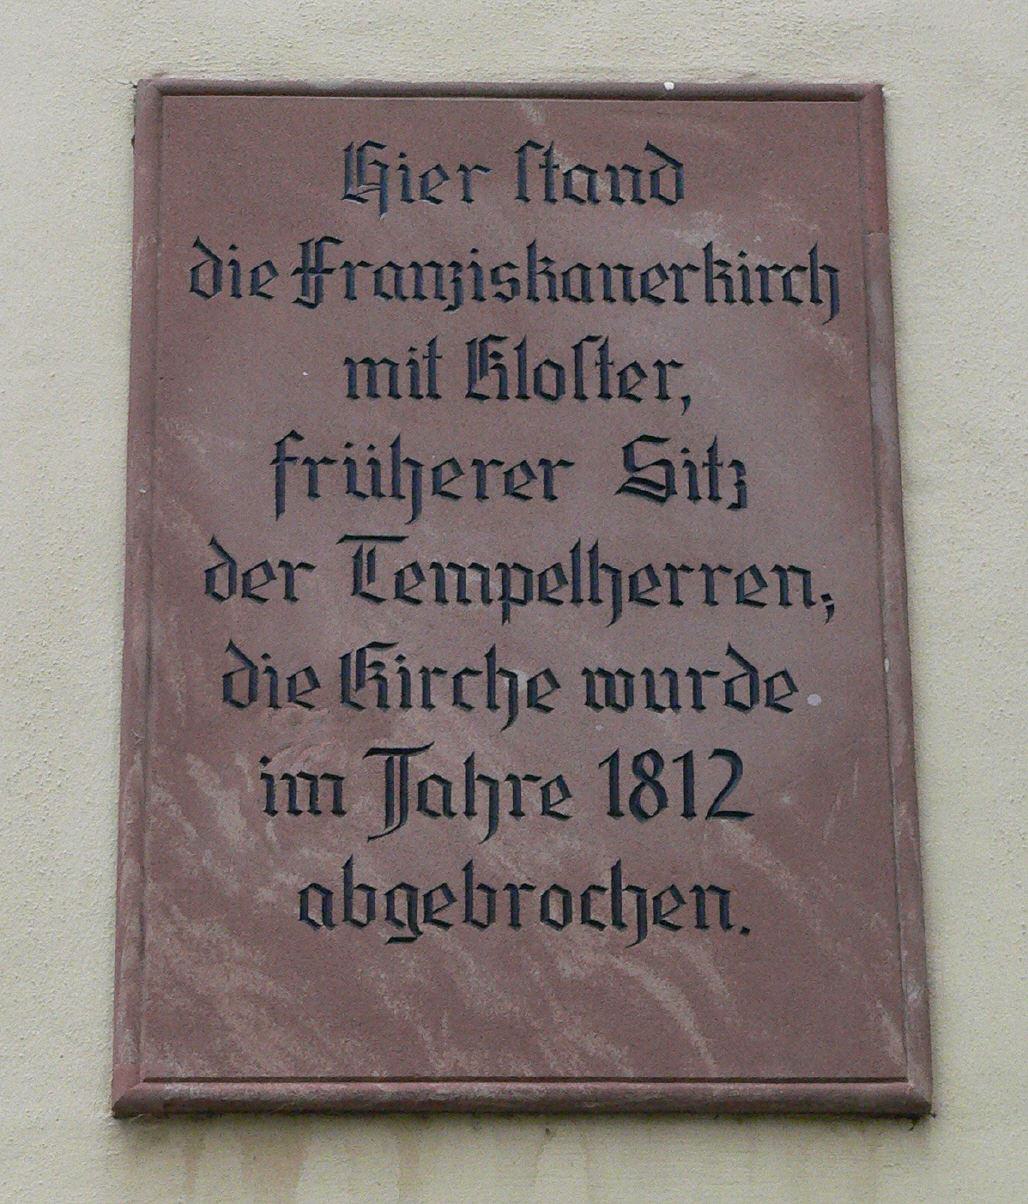 Hier ſtand
die Franziskanerkirch
mit Kloſter,
früherer Sitz
der Tempelherren;
die Kirche wurde
im Jahre 1812
abgebrochen.